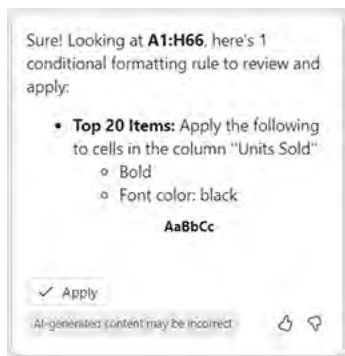 Sure! Looking at A1:H66, here's 1
conditional formatting rule to review and
apply:
• Top 20 Items: Apply the following
to cells in the column "Units Sold"
◦ Bold
◦ Font color: black
AaBbCc
✓ Apply
AI-generated content may be incorrect